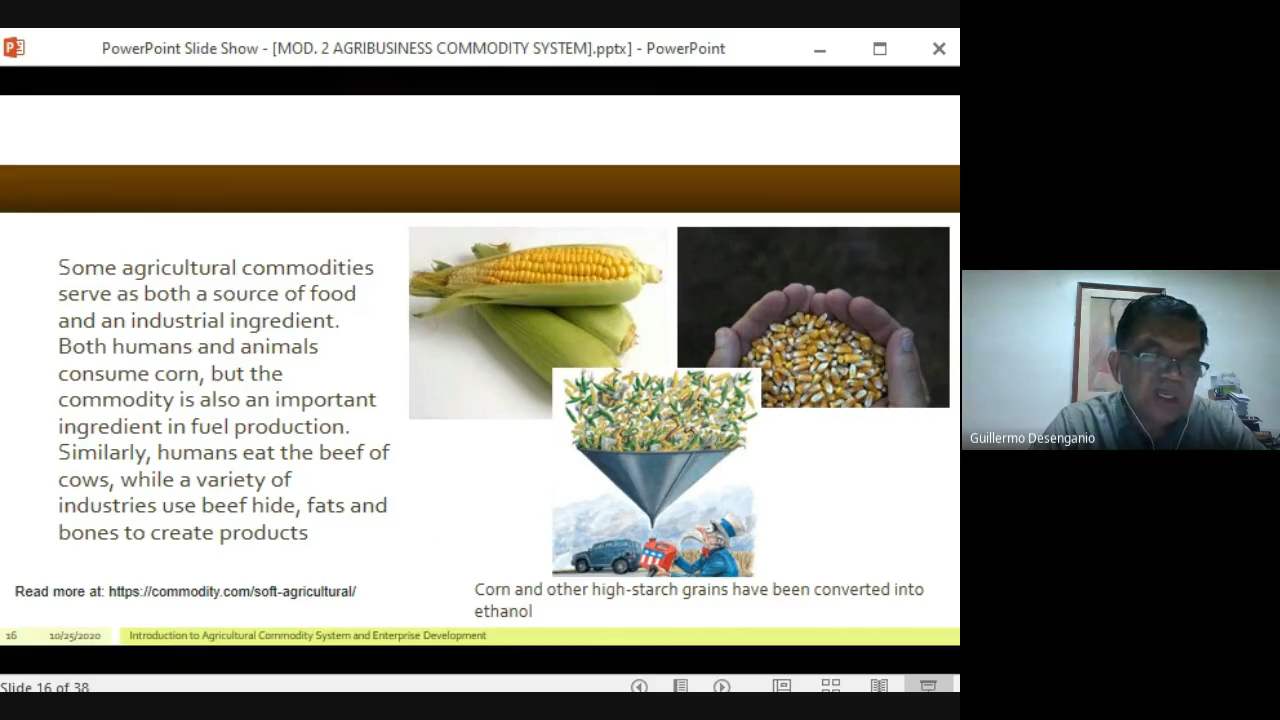 PowerPoint Slide Show - [MOD. 2 AGRIBUSINESS COMMODITY SYSTEM].pptx] - PowerPoint
Some agricultural commodities
serve as both a source of food
and an industrial ingredient.
Both humans and animals
consume corn, but the
commodity is also an important
ingredient in fuel production.
Similarly, humans eat the beef of
cows, while a variety of
industries use beef hide, fats and
bones to create products
Read more at: https://commodity.com/soft-agricultural/
Corn and other high-starch grains have been converted into
ethanol
16 10/25/2020 Introduction to Agricultural Commodity System and Enterprise Development
Slide 16 of 38
Guillermo Desenganio